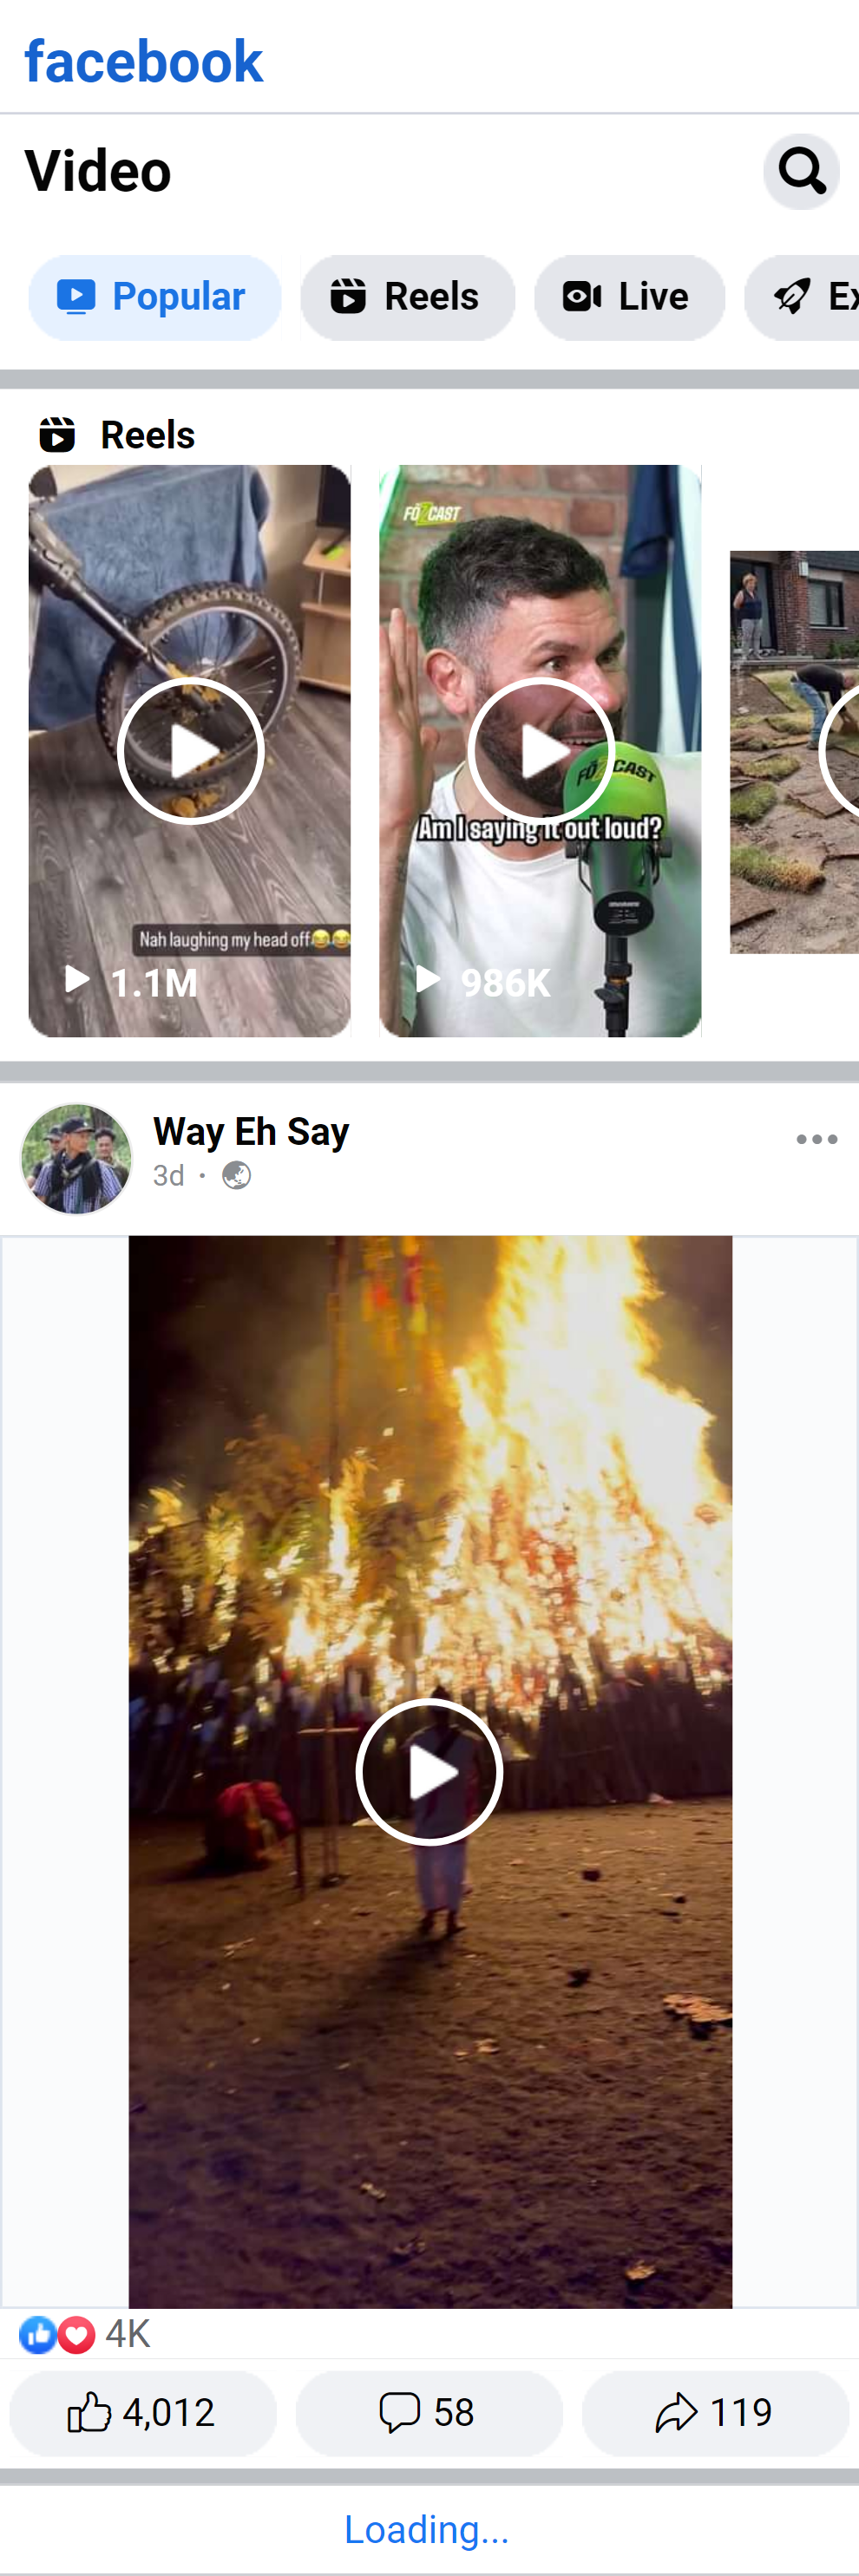 facebook
Video
Popular
Reels
Live
Ex
Reels
FOZCAST
FOZCAST
Am I saying it out loud?
Nah laughing my head off😂😂
1.1M
986K
Way Eh Say
3d ·
4K
4,012
58
119
Loading...